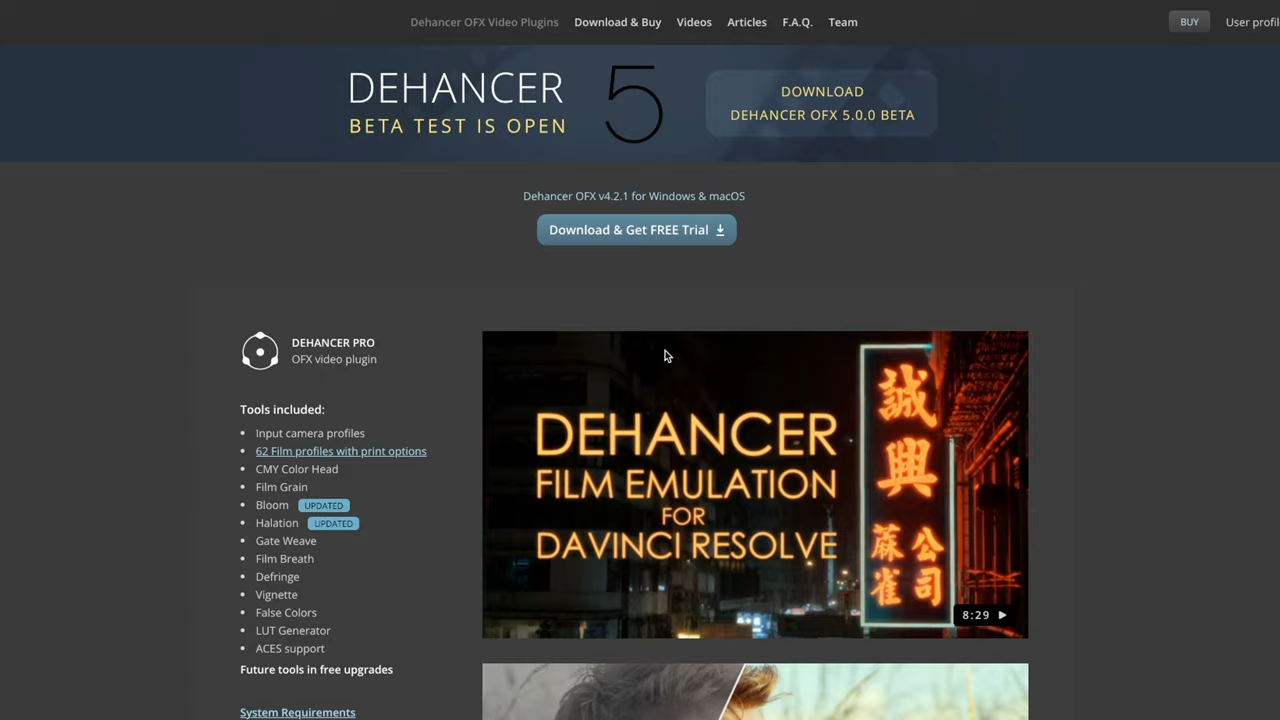 Dehancer OFX Video Plugins Download & Buy Videos Articles F.A.Q. Team BUY User profil
DEHANCER 5
BETA TEST IS OPEN
DOWNLOAD
DEHANCER OFX 5.0.0 BETA
Dehancer OFX v4.2.1 for Windows & macOS
Download & Get FREE Trial
DEHANCER PRO
OFX video plugin
Tools included:
Input camera profiles
62 Film profiles with print options
CMY Color Head
Film Grain
Bloom UPDATED
Halation UPDATED
Gate Weave
Film Breath
Defringe
Vignette
False Colors
LUT Generator
ACES support
Future tools in free upgrades
System Requirements
DEHANCER
FILM EMULATION
FOR
DAVINCI RESOLVE
誠興
公司
蔴雀
8:29